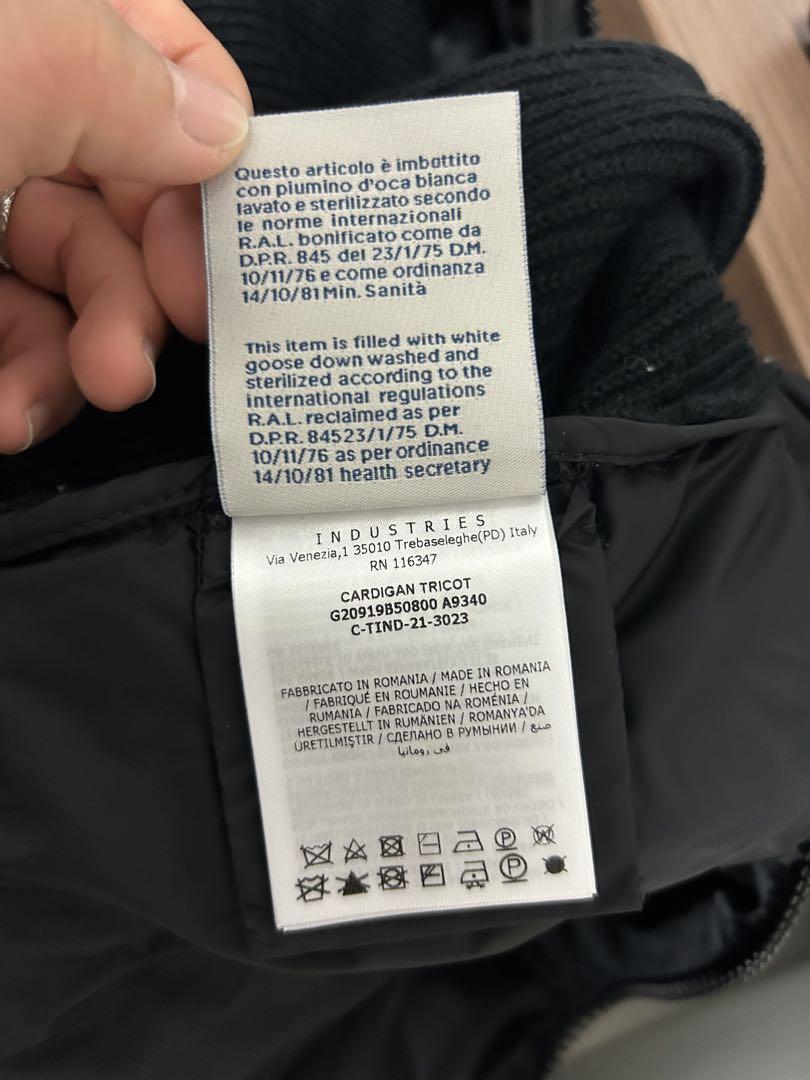 Questo articolo è imbottito
con piumino d'oca bianca
lavato e sterilizzato secondo
le norme internazionali
R.A.L. bonificato come da
D.P.R. 845 del 23/1/75 D.M.
10/11/76 e come ordinanza
14/10/81 Min. Sanità
This item is filled with white
goose down washed and
sterilized according to the
international regulations
R.A.L. reclaimed as per
D.P.R. 84523/1/75 D.M.
10/11/76 as per ordinance
14/10/81 health secretary
INDUSTRIES
Via Venezia,1 35010 Trebaseleghe(PD) Italy
RN 116347
CARDIGAN TRICOT
G20919B50800 A9340
C-TIND-21-3023
FABBRICATO IN ROMANIA / MADE IN ROMANIA
/ FABRIQUÉ EN ROUMANIE / HECHO EN
RUMANIA / FABRICADO NA ROMÉNIA /
HERGESTELLT IN RUMÄNIEN / ROMANYA'DA
ÜRETILMIŞTIR / СДЕЛАНО В РУМЫНИИ / صنع
في رومانيا